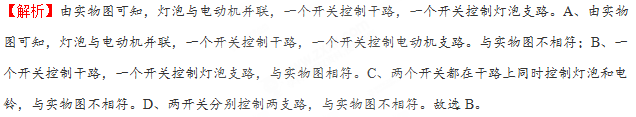 【解析】由实物图可知，灯泡与电动机并联，一个开关控制干路，一个开关控制灯泡支路。A、由实物
图可知，灯泡与电动机并联，一个开关控制干路，一个开关控制电动机支路。与实物图不相符；B、一
个开关控制干路，一个开关控制灯泡支路，与实物图相符。C、两个开关都在干路上同时控制灯泡和电
铃，与实物图不相符。D、两开关分别控制两支路，与实物图不相符。故选 B。